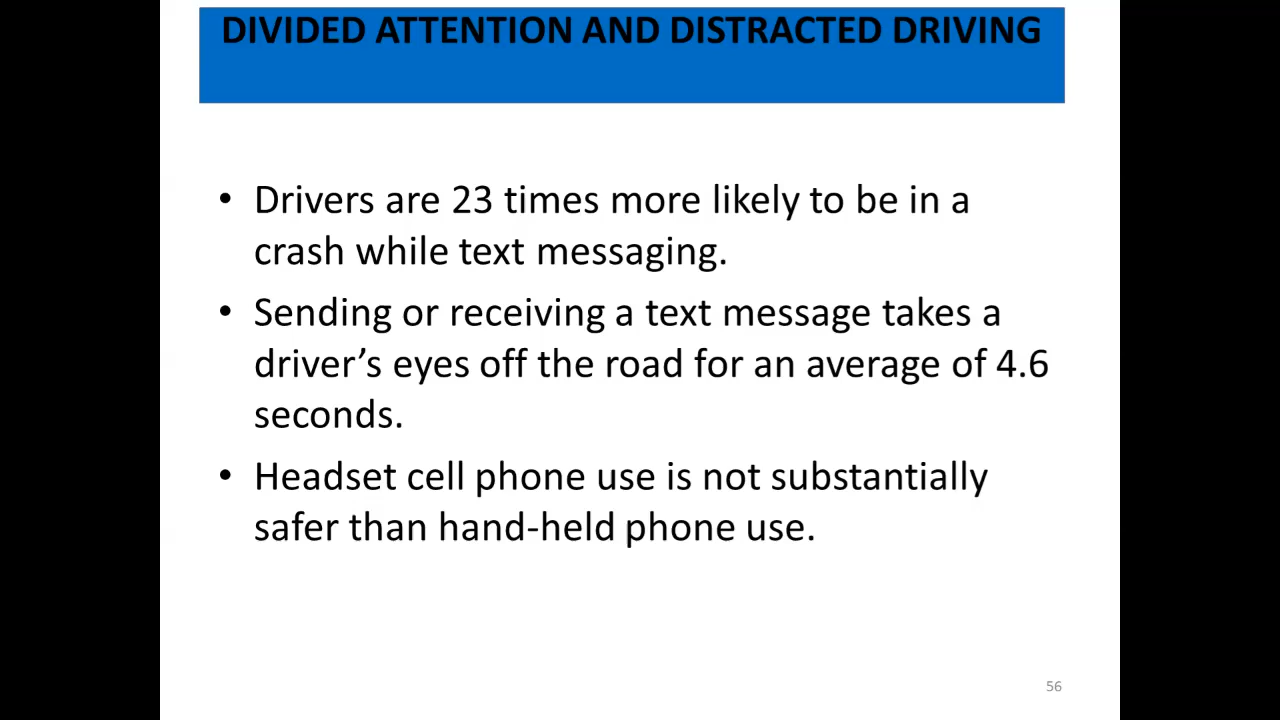 DIVIDED ATTENTION AND DISTRACTED DRIVING
• Drivers are 23 times more likely to be in a
crash while text messaging.
• Sending or receiving a text message takes a
driver’s eyes off the road for an average of 4.6
seconds.
• Headset cell phone use is not substantially
safer than hand-held phone use.
56